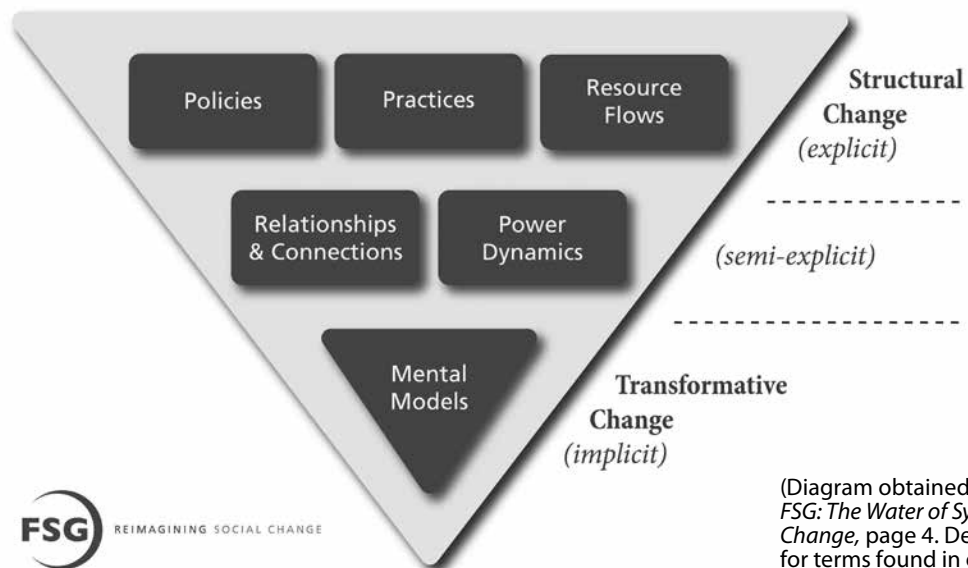 Policies
Practices
Resource
Flows
Structural
Change
(explicit)
Relationships
& Connections
Power
Dynamics
(semi-explicit)
Mental
Models
Transformative
Change
(implicit)
FSG
REIMAGINING SOCIAL CHANGE
(Diagram obtained
FSG: The Water of Sy
Change, page 4. De
for terms found in